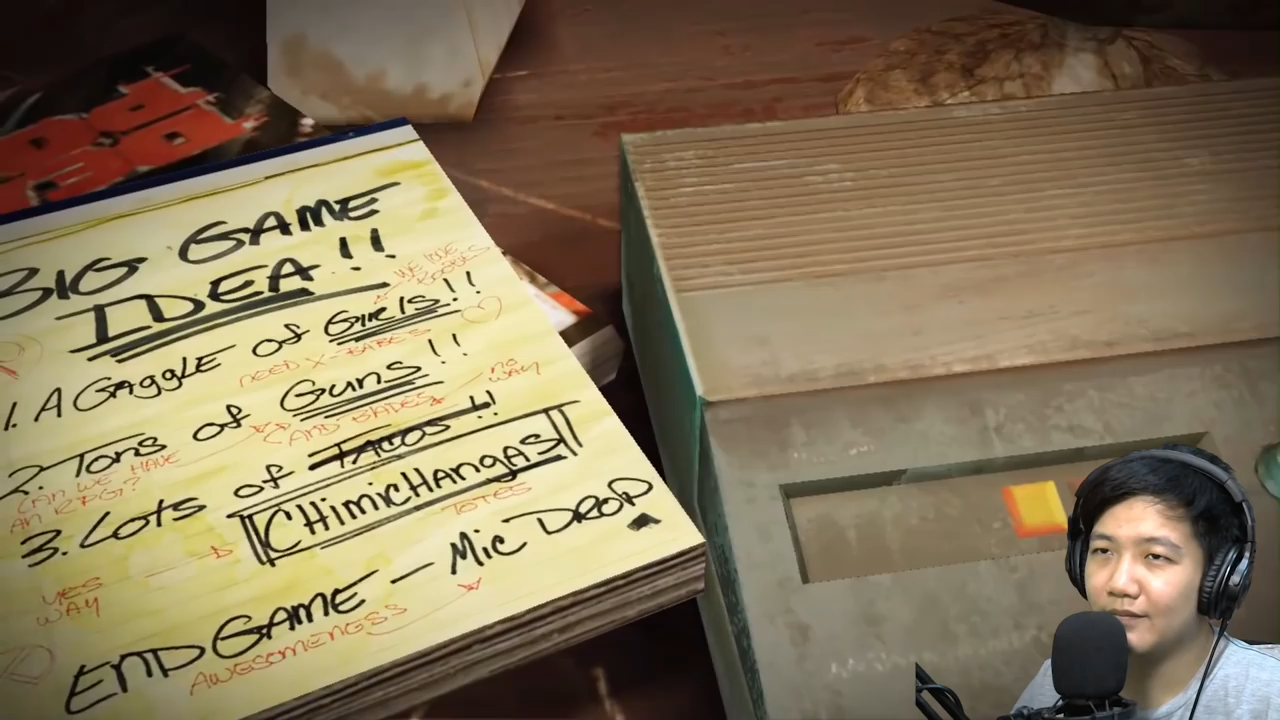 BIG GAME
IDEA!!
WE LOVE
BOOBIES
1. A GAGGLE of GIRLS!!
NEED X-BABES
2. TONS of GUNS!!
(AND BLADES
NO
WAY
CAN WE HAVE
AN RPG?
3. LOTS of TACOS!!
CHIMICHANGAS
TOTES
YES
WAY
END GAME - MIC DROP
AWESOMENESS